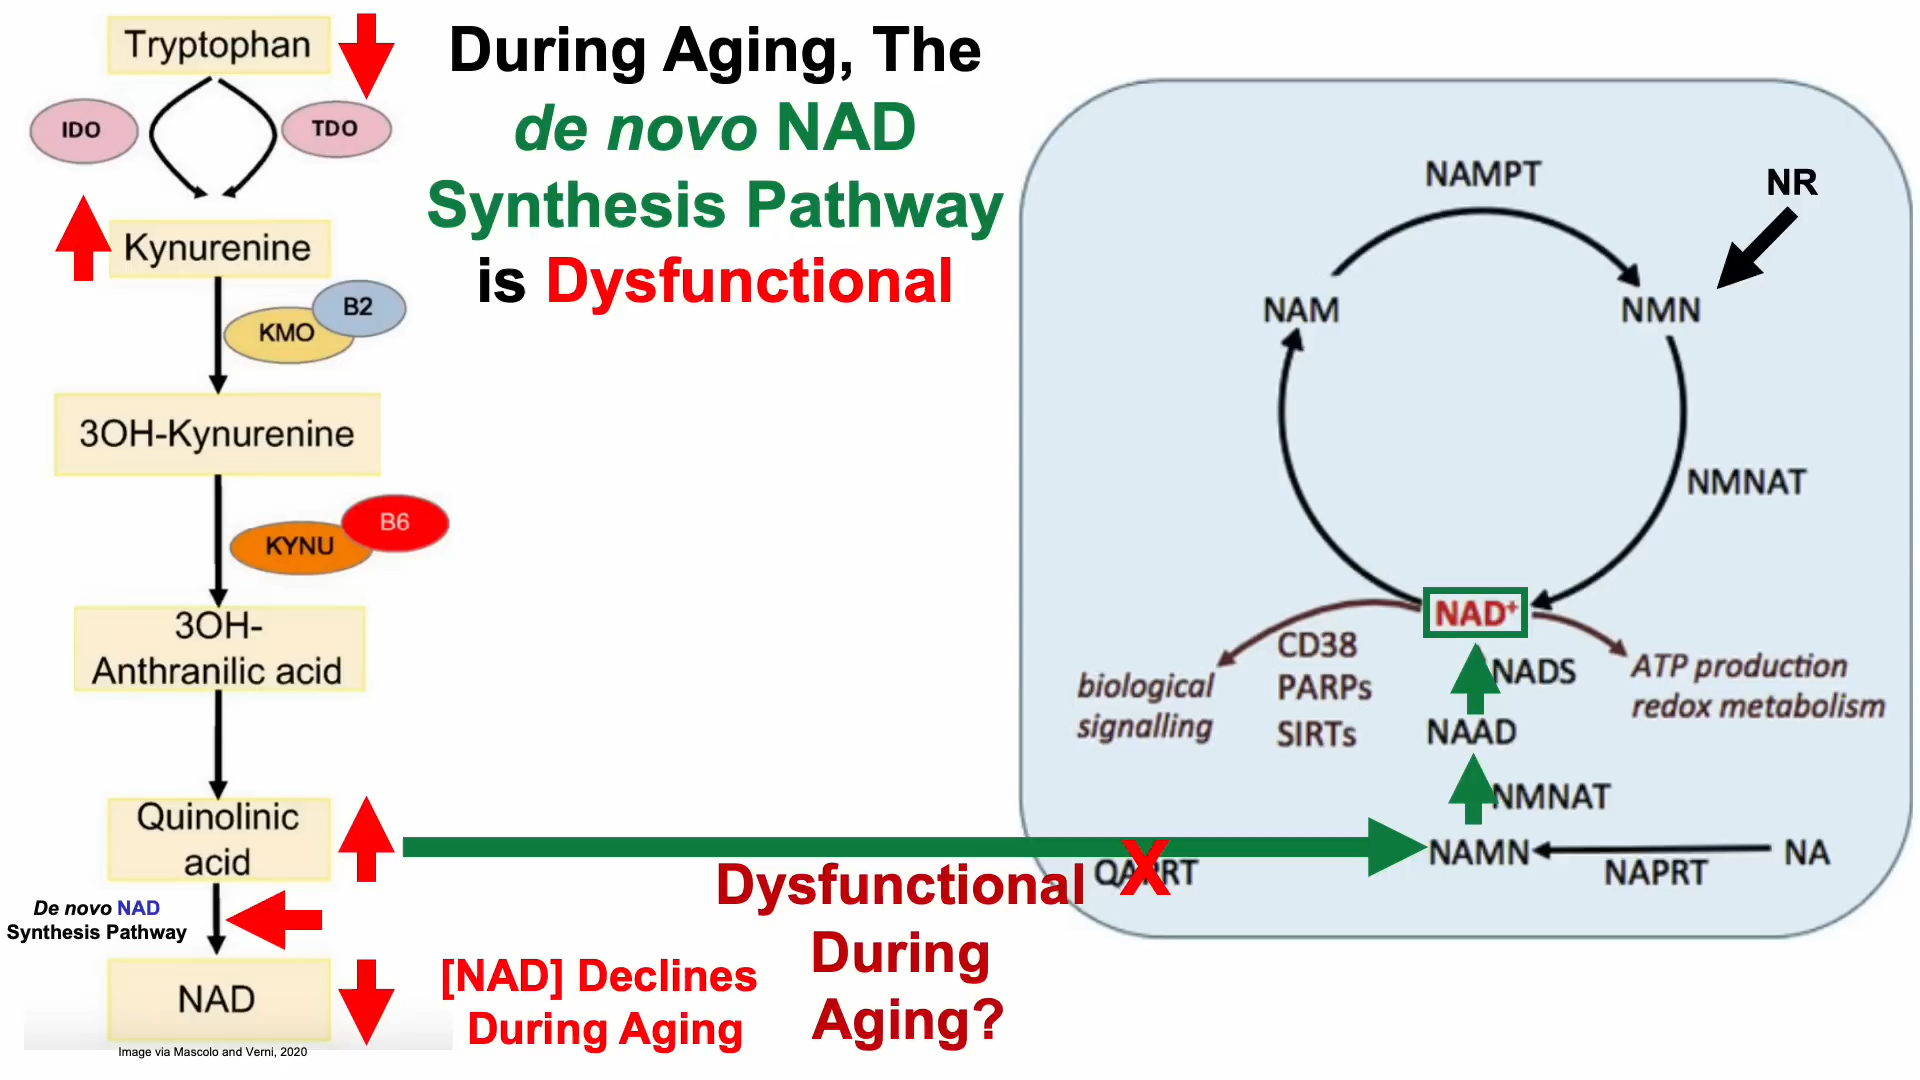 During Aging, The
de novo NAD
Synthesis Pathway
is Dysfunctional
Tryptophan
IDO
TDO
Kynurenine
B2
KMO
3OH-Kynurenine
B6
KYNU
3OH-
Anthranilic acid
Quinolinic
acid
De novo NAD
Synthesis Pathway
NAD
Image via Mascolo and Verni, 2020
[NAD] Declines
During Aging
Dysfunctional
During
Aging?
NAMPT
NR
NAM
NMN
NMNAT
NAD+
CD38
PARPs
SIRTs
biological
signalling
NADS
ATP production
redox metabolism
NAAD
NMNAT
QAPRT
X
NAMN
NAPRT
NA